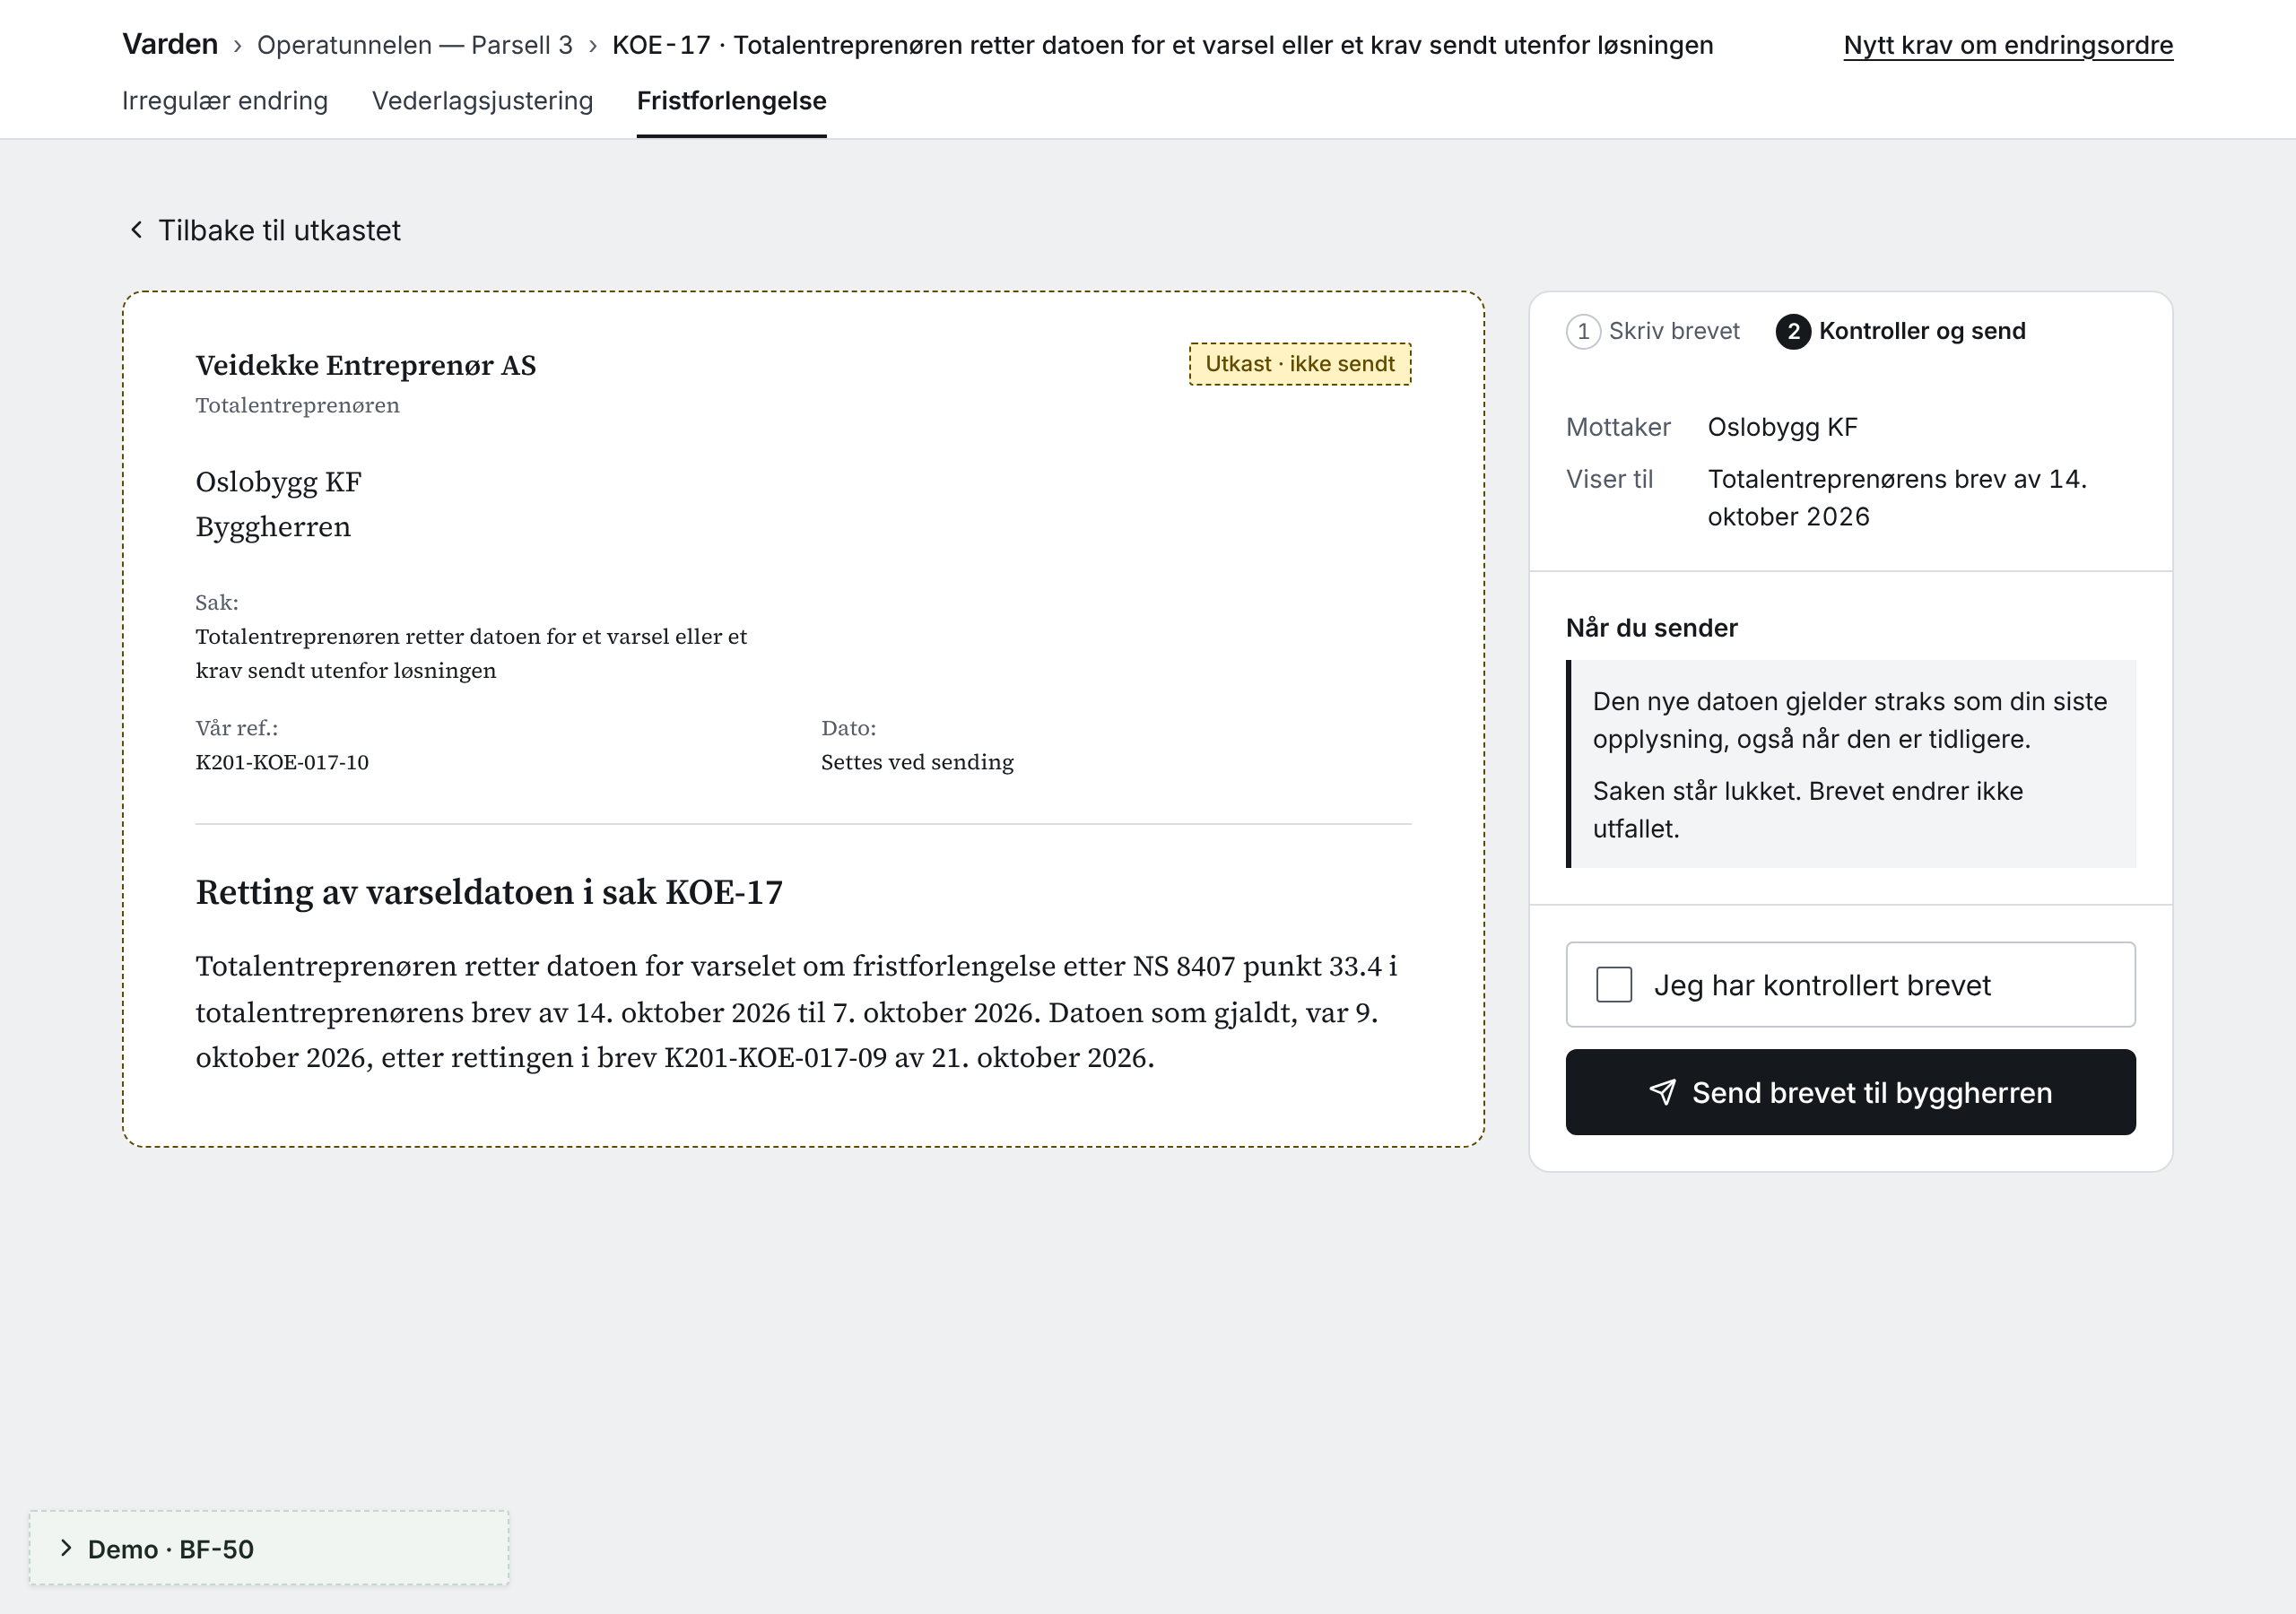 Varden › Operatunnelen — Parsell 3 › KOE-17 · Totalentreprenøren retter datoen for et varsel eller et krav sendt utenfor løsningen
Nytt krav om endringsordre
Irregulær endring
Vederlagsjustering
Fristforlengelse
Tilbake til utkastet
Veidekke Entreprenør AS
Utkast · ikke sendt
Totalentreprenøren
Oslobygg KF
Byggherren
Sak:
Totalentreprenøren retter datoen for et varsel eller et
krav sendt utenfor løsningen
Vår ref.:
K201-KOE-017-10
Dato:
Settes ved sending
Retting av varseldatoen i sak KOE-17
Totalentreprenøren retter datoen for varselet om fristforlengelse etter NS 8407 punkt 33.4 i
totalentreprenørens brev av 14. oktober 2026 til 7. oktober 2026. Datoen som gjaldt, var 9.
oktober 2026, etter rettingen i brev K201-KOE-017-09 av 21. oktober 2026.
1 Skriv brevet
2 Kontroller og send
Mottaker Oslobygg KF
Viser til Totalentreprenørens brev av 14.
oktober 2026
Når du sender
Den nye datoen gjelder straks som din siste
opplysning, også når den er tidligere.
Saken står lukket. Brevet endrer ikke
utfallet.
Jeg har kontrollert brevet
Send brevet til byggherren
Demo · BF-50